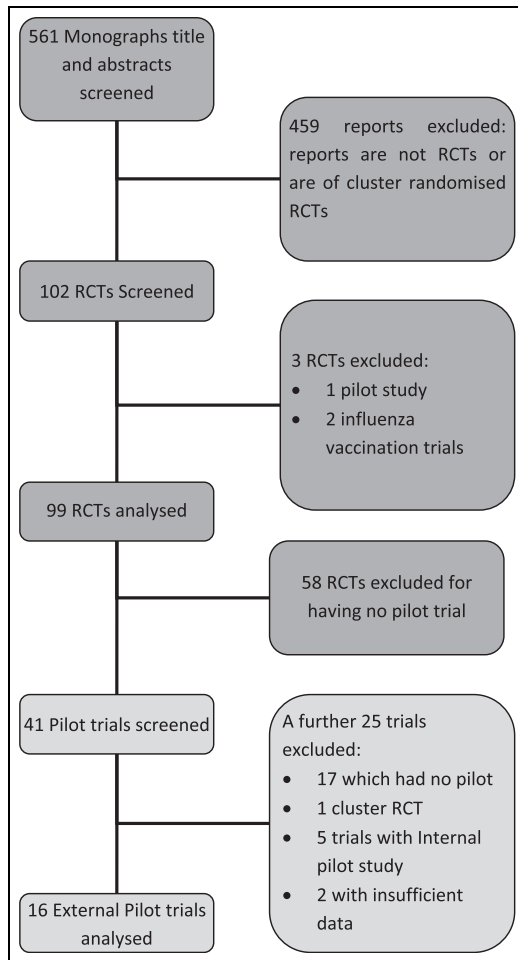 561 Monographs title
and abstracts
screened
459 reports excluded:
reports are not RCTs or
are of cluster randomised
RCTs
102 RCTs Screened
3 RCTs excluded:
• 1 pilot study
• 2 influenza
vaccination trials
99 RCTs analysed
58 RCTs excluded for
having no pilot trial
41 Pilot trials screened
A further 25 trials
excluded:
• 17 which had no pilot
• 1 cluster RCT
• 5 trials with Internal
pilot study
• 2 with insufficient
data
16 External Pilot trials
analysed